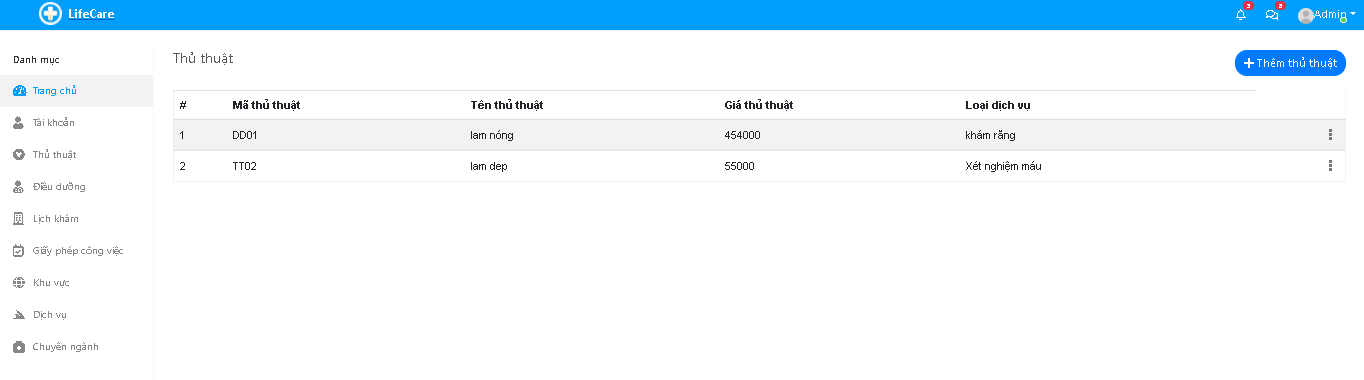 LifeCare
3
8
Admin
Danh mục
Trang chủ
Tài khoản
Thủ thuật
Điều dưỡng
Lịch khám
Giấy phép công việc
Khu vực
Dịch vụ
Chuyên ngành
Thủ thuật
Thêm thủ thuật
# Mã thủ thuật Tên thủ thuật Giá thủ thuật Loại dịch vụ
1 DD01 lam nóng 454000 khám răng
2 TT02 lam dep 55000 Xét nghiệm máu